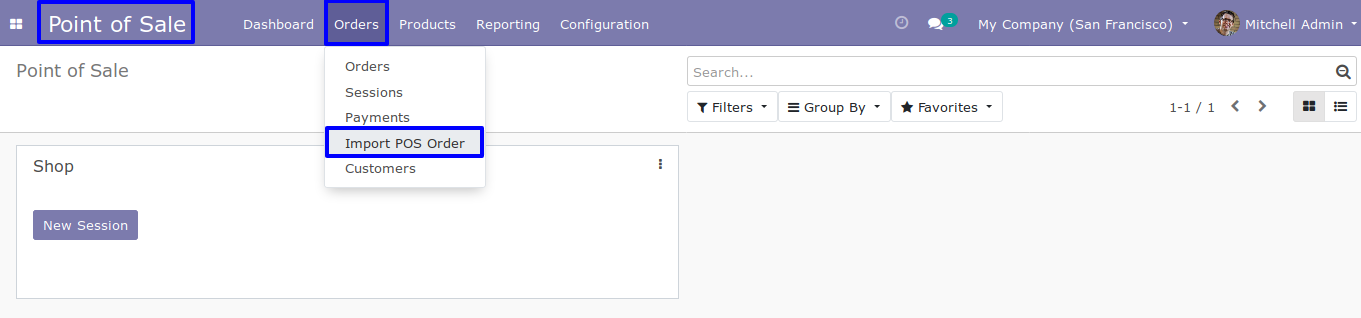 Point of Sale Dashboard Orders Products Reporting Configuration 3 My Company (San Francisco) Mitchell Admin
Point of Sale
Search...
Filters Group By Favorites 1-1 / 1
Orders
Sessions
Payments
Import POS Order
Customers
Shop
New Session